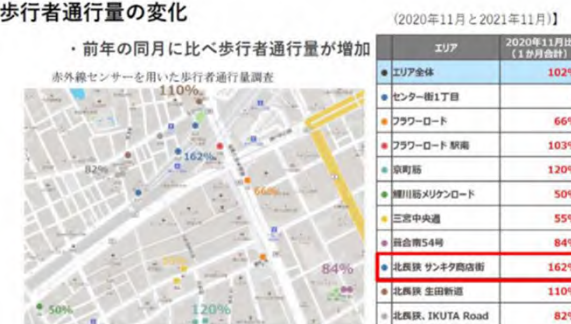 歩行者通行量の変化
(2020年11月と2021年11月)】
・前年の同月に比べ歩行者通行量が増加
赤外線センサーを用いた歩行者通行量調査
エリア
2020年11月比
(1か月合計)
エリア全体 102%
センター街1丁目
フラワーロード 66%
フラワーロード 駅南 103%
京町筋 120%
鯉川筋メリケンロード 50%
三宮中央通 55%
葺合南54号 84%
北長狭 サンキタ商店街 162%
北長狭 生田新道 110%
北長狭、IKUTA Road 82%
110%
162%
82%
66%
84%
50%
120%